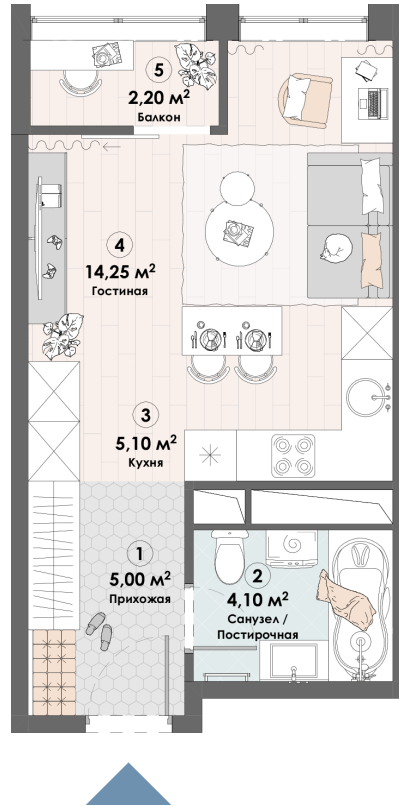 5
2,20 м²
Балкон
4
14,25 м²
Гостиная
3
5,10 м²
Кухня
1
5,00 м²
Прихожая
2
4,10 м²
Санузел /
Постирочная